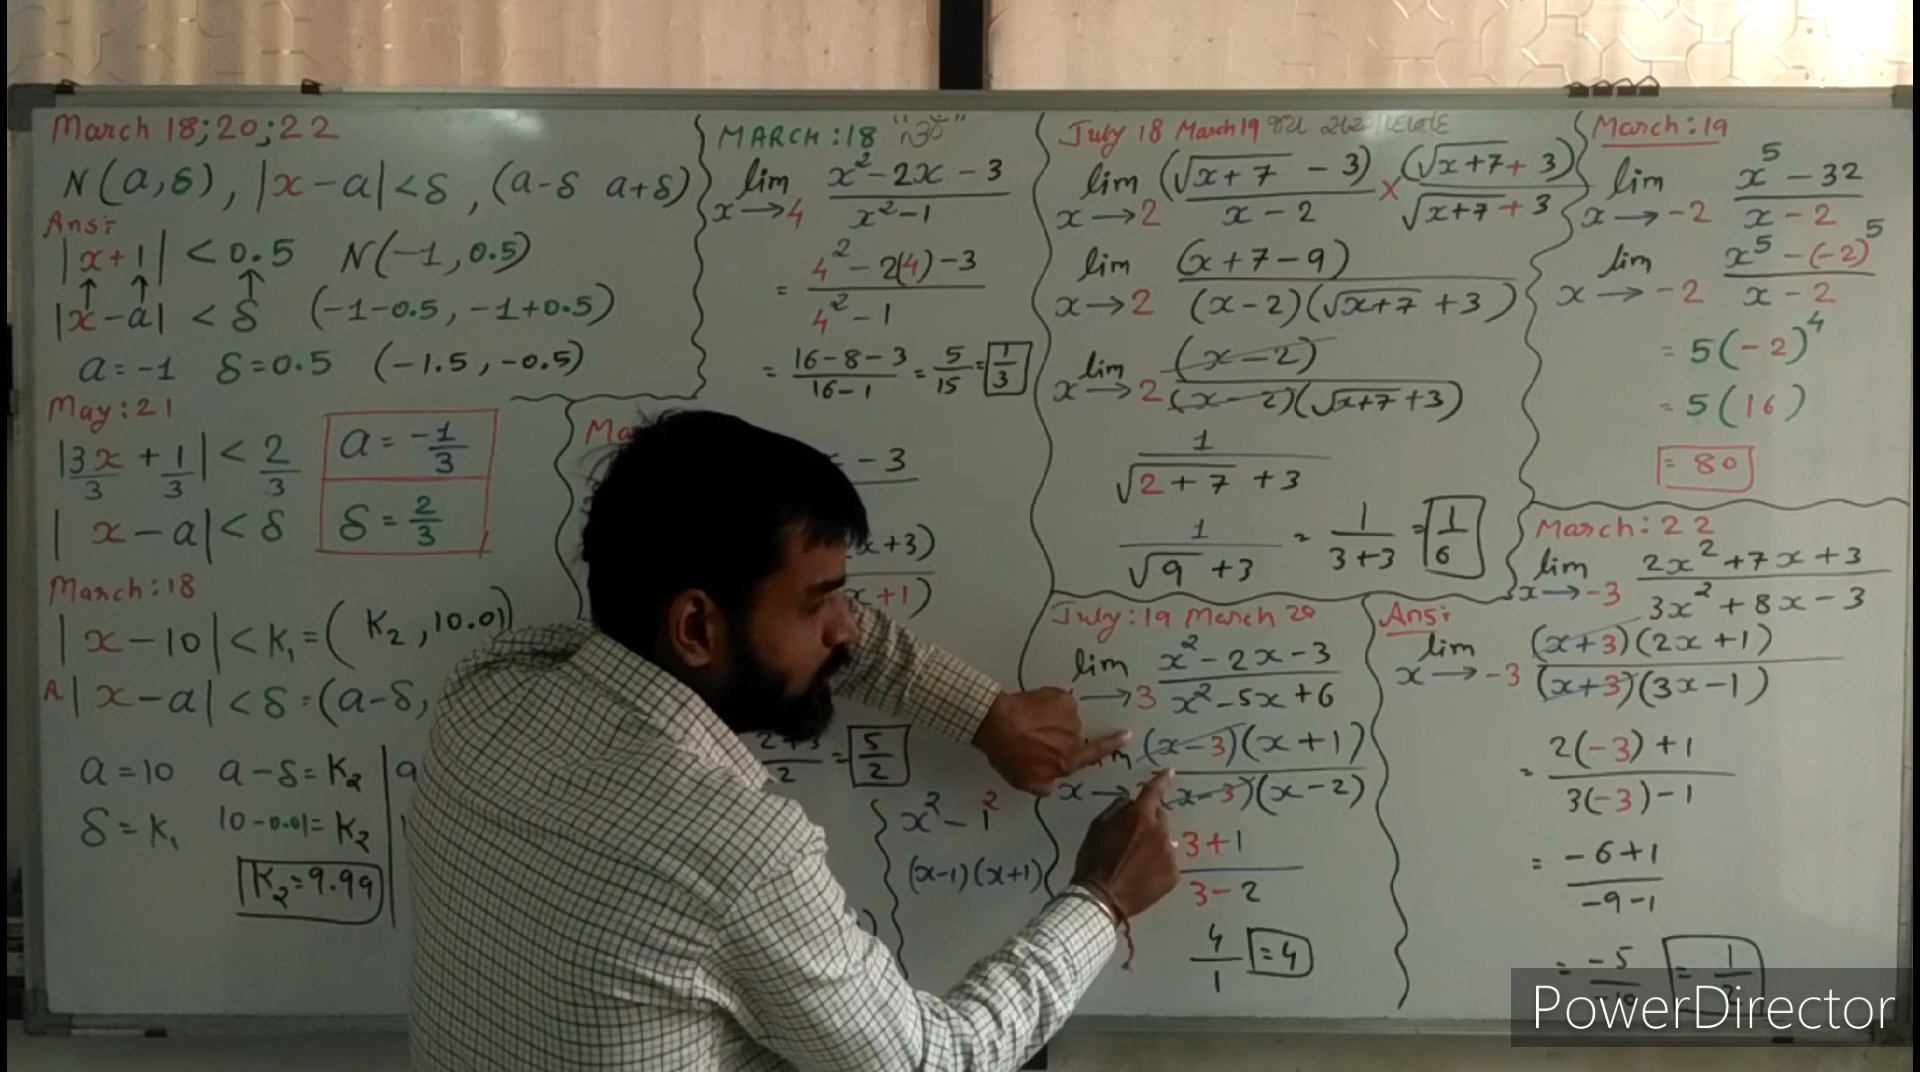 March 18;20;22
N(a,δ), |x-a|<δ, (a-δ a+δ)
Ans:-
|x+1| < 0.5 N(-1,0.5)
↑ ↑ ↑
|x-a| < δ (-1-0.5, -1+0.5)
a=-1 δ=0.5 (-1.5, -0.5)
May:21
|3x/3 + 1/3| < 2/3
|x-a|<δ
a = -1/3
δ = 2/3
March:18
|x-10|<K₁=(K₂,10.01)
A |x-a|<δ=(a-δ,
a=10 a-δ=K₂
δ=K₁ 10-0.01=K₂
K₂=9.99
MARCH:18
lim x→4 (x²-2x-3)/(x²-1)
= (4²-2(4)-3)/(4²-1)
= (16-8-3)/(16-1) = 5/15 = 1/3
Ma
-3
x+3)
x+1)
2+3/2 = 5/2
x²-1²
(x-1)(x+1)
July 18 March19
lim x→2 (√x+7 - 3)/(x-2) × (√x+7 + 3)/(√x+7 + 3)
lim x→2 (x+7-9)/((x-2)(√x+7 +3))
lim x→2 (x-2)/((x-2)(√x+7 +3))
1/(√2+7 +3)
1/(√9 +3) = 1/(3+3) = 1/6
July:19 March 20
lim →3 (x²-2x-3)/(x²-5x+6)
x→ (x-3)(x+1)/(x-3)(x-2)
3+1/3-2
4/1 =4
March:19
lim x→-2 (x⁵-32)/(x-2)
lim x→-2 (x⁵-(-2)⁵)/(x-2)
= 5(-2)⁴
= 5(16)
= 80
March:22
lim x→-3 (2x²+7x+3)/(3x²+8x-3)
Ans:-
lim x→-3 (x+3)(2x+1)/(x+3)(3x-1)
= (2(-3)+1)/(3(-3)-1)
= (-6+1)/(-9-1)
PowerDirector